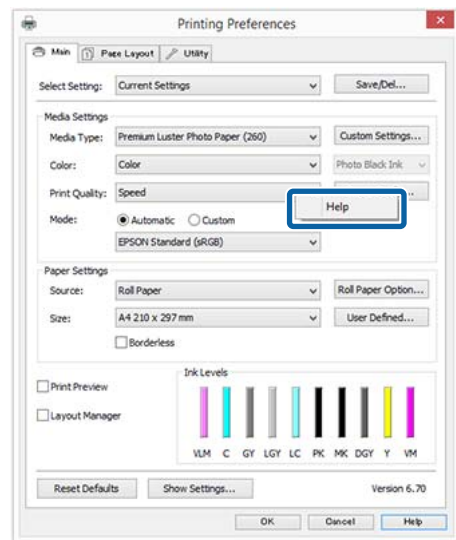 Printing Preferences
Main Page Layout Utility
Select Setting: Current Settings Save/Del...
Media Settings
Media Type: Premium Luster Photo Paper (260) Custom Settings...
Color: Color Photo Black Ink
Print Quality: Speed ...
Help
Mode: Automatic Custom
EPSON Standard (sRGB)
Paper Settings
Source: Roll Paper Roll Paper Option...
Size: A4 210 x 297 mm User Defined...
Borderless
Ink Levels
Print Preview
Layout Manager
VLM C GY LGY LC PK MK DGY Y VM
Reset Defaults Show Settings... Version 6.70
OK Cancel Help